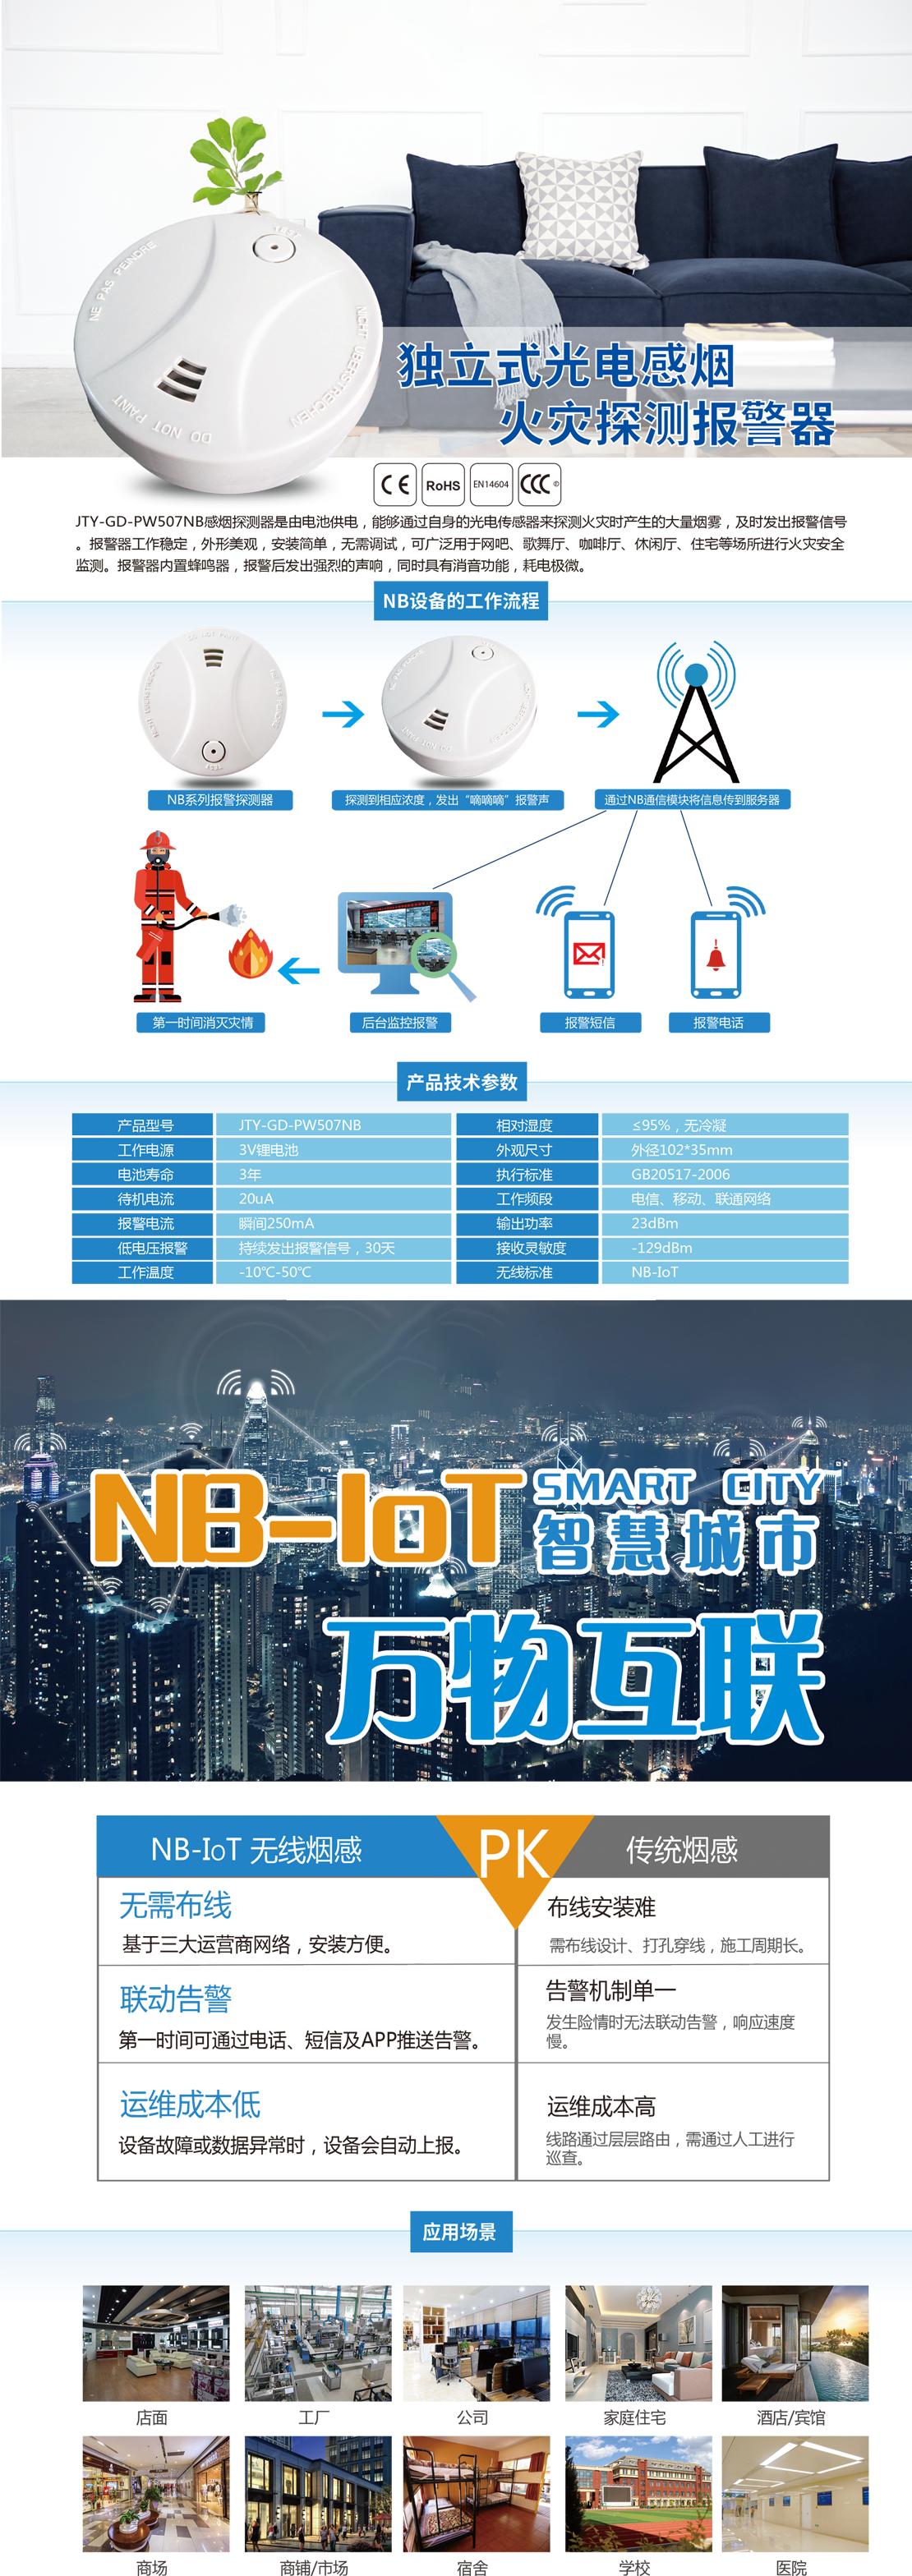 TEST
NE PAS PEINDRE
NICHT UEBERSTREICHEN
DO NOT PAINT
独立式光电感烟
火灾探测报警器
CE
RoHS
EN14604
CCC
JTY-GD-PW507NB感烟探测器是由电池供电，能够通过自身的光电传感器来探测火灾时产生的大量烟雾，及时发出报警信号
。报警器工作稳定，外形美观，安装简单，无需调试，可广泛用于网吧、歌舞厅、咖啡厅、休闲厅、住宅等场所进行火灾安全
监测。报警器内置蜂鸣器，报警后发出强烈的声响，同时具有消音功能，耗电极微。
NB设备的工作流程
NB系列报警探测器
探测到相应浓度，发出“嘀嘀嘀”报警声
通过NB通信模块将信息传到服务器
第一时间消灭灾情
后台监控报警
报警短信
报警电话
产品技术参数
产品型号 JTY-GD-PW507NB 相对湿度 ≤95%，无冷凝
工作电源 3V锂电池 外观尺寸 外径102*35mm
电池寿命 3年 执行标准 GB20517-2006
待机电流 20uA 工作频段 电信、移动、联通网络
报警电流 瞬间250mA 输出功率 23dBm
低电压报警 持续发出报警信号，30天 接收灵敏度 -129dBm
工作温度 -10℃-50℃ 无线标准 NB-IoT
NB-IoT SMART CITY
智慧城市
万物互联
NB-IoT 无线烟感 PK 传统烟感
无需布线
基于三大运营商网络，安装方便。
布线安装难
需布线设计、打孔穿线，施工周期长。
联动告警
第一时间可通过电话、短信及APP推送告警。
告警机制单一
发生险情时无法联动告警，响应速度
慢。
运维成本低
设备故障或数据异常时，设备会自动上报。
运维成本高
线路通过层层路由，需通过人工进行
巡查。
应用场景
店面 工厂 公司 家庭住宅 酒店/宾馆
商场 商铺/市场 宿舍 学校 医院